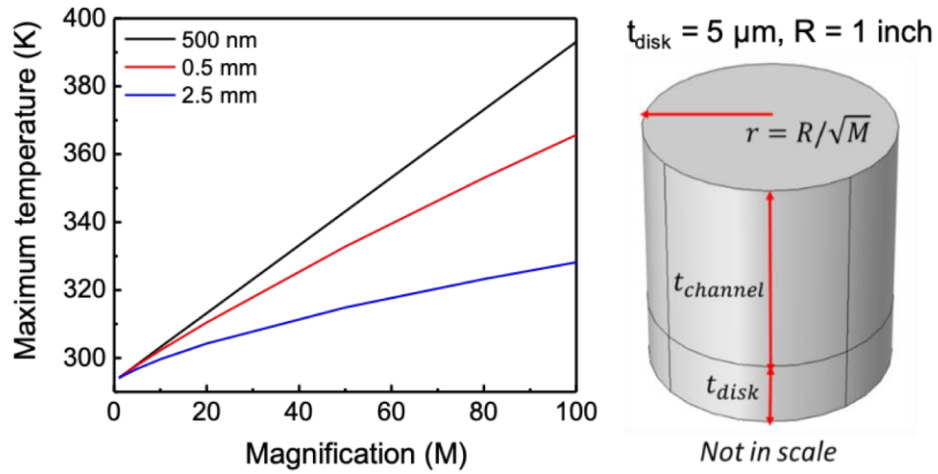 400
380
360
340
320
300
0 20 40 60 80 100
Maximum temperature (K)
Magnification (M)
500 nm
0.5 mm
2.5 mm
t_disk = 5 μm, R = 1 inch
r = R/√M
t_channel
t_disk
Not in scale